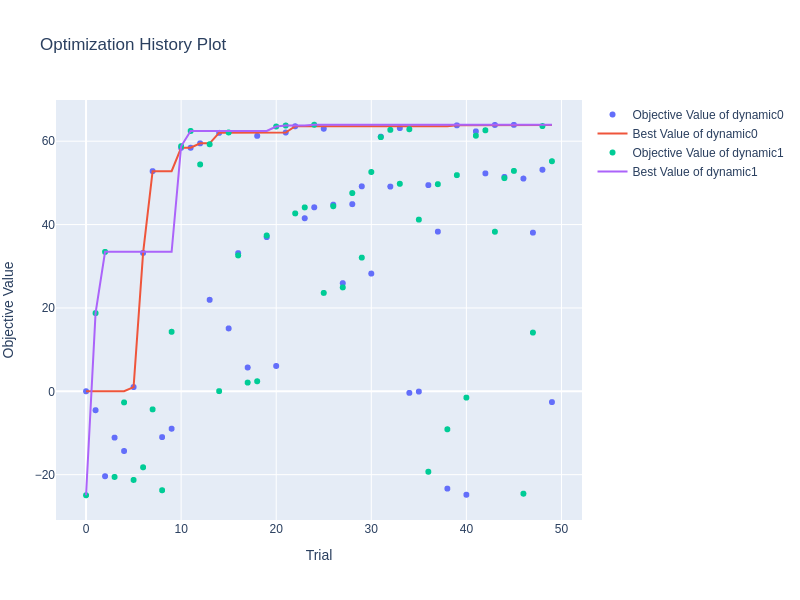 Optimization History Plot
Objective Value of dynamic0
Best Value of dynamic0
Objective Value of dynamic1
Best Value of dynamic1
60
40
20
0
−20
0 10 20 30 40 50
Trial
Objective Value